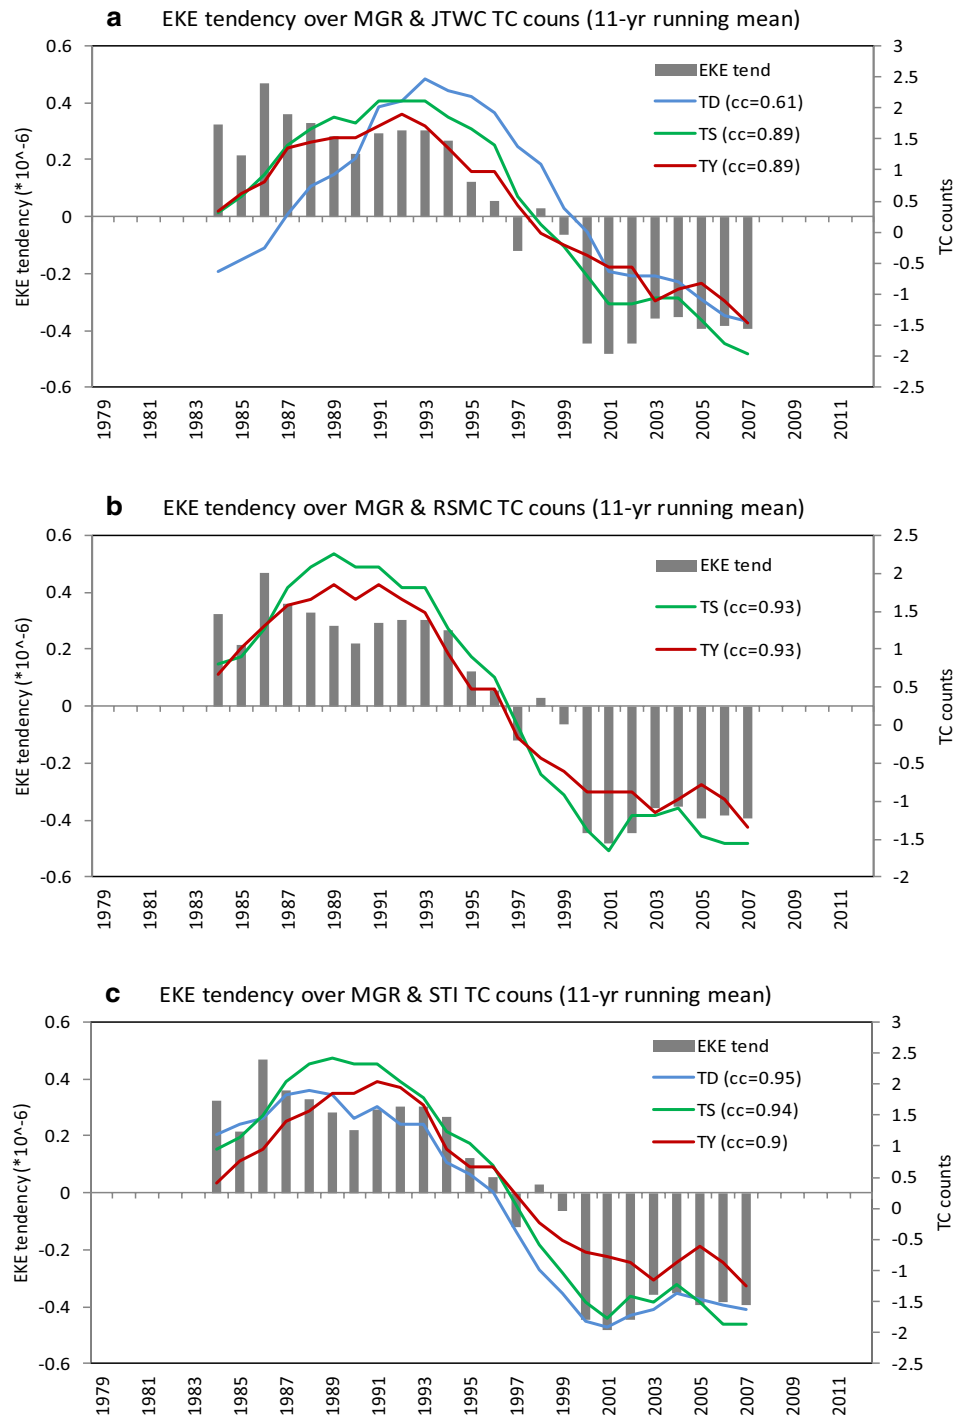 a EKE tendency over MGR & JTWC TC couns (11-yr running mean)
EKE tendency (*10^-6)
0.6
0.4
0.2
0
-0.2
-0.4
-0.6
EKE tend
TD (cc=0.61)
TS (cc=0.89)
TY (cc=0.89)
3
2.5
2
1.5
1
0.5
0
-0.5
-1
-1.5
-2
-2.5
TC counts
1979 1981 1983 1985 1987 1989 1991 1993 1995 1997 1999 2001 2003 2005 2007 2009 2011
b EKE tendency over MGR & RSMC TC couns (11-yr running mean)
EKE tendency (*10^-6)
0.6
0.4
0.2
0
-0.2
-0.4
-0.6
EKE tend
TS (cc=0.93)
TY (cc=0.93)
2.5
2
1.5
1
0.5
0
-0.5
-1
-1.5
-2
TC counts
1979 1981 1983 1985 1987 1989 1991 1993 1995 1997 1999 2001 2003 2005 2007 2009 2011
c EKE tendency over MGR & STI TC couns (11-yr running mean)
EKE tendency (*10^-6)
0.6
0.4
0.2
0
-0.2
-0.4
-0.6
EKE tend
TD (cc=0.95)
TS (cc=0.94)
TY (cc=0.9)
3
2.5
2
1.5
1
0.5
0
-0.5
-1
-1.5
-2
-2.5
TC counts
1979 1981 1983 1985 1987 1989 1991 1993 1995 1997 1999 2001 2003 2005 2007 2009 2011